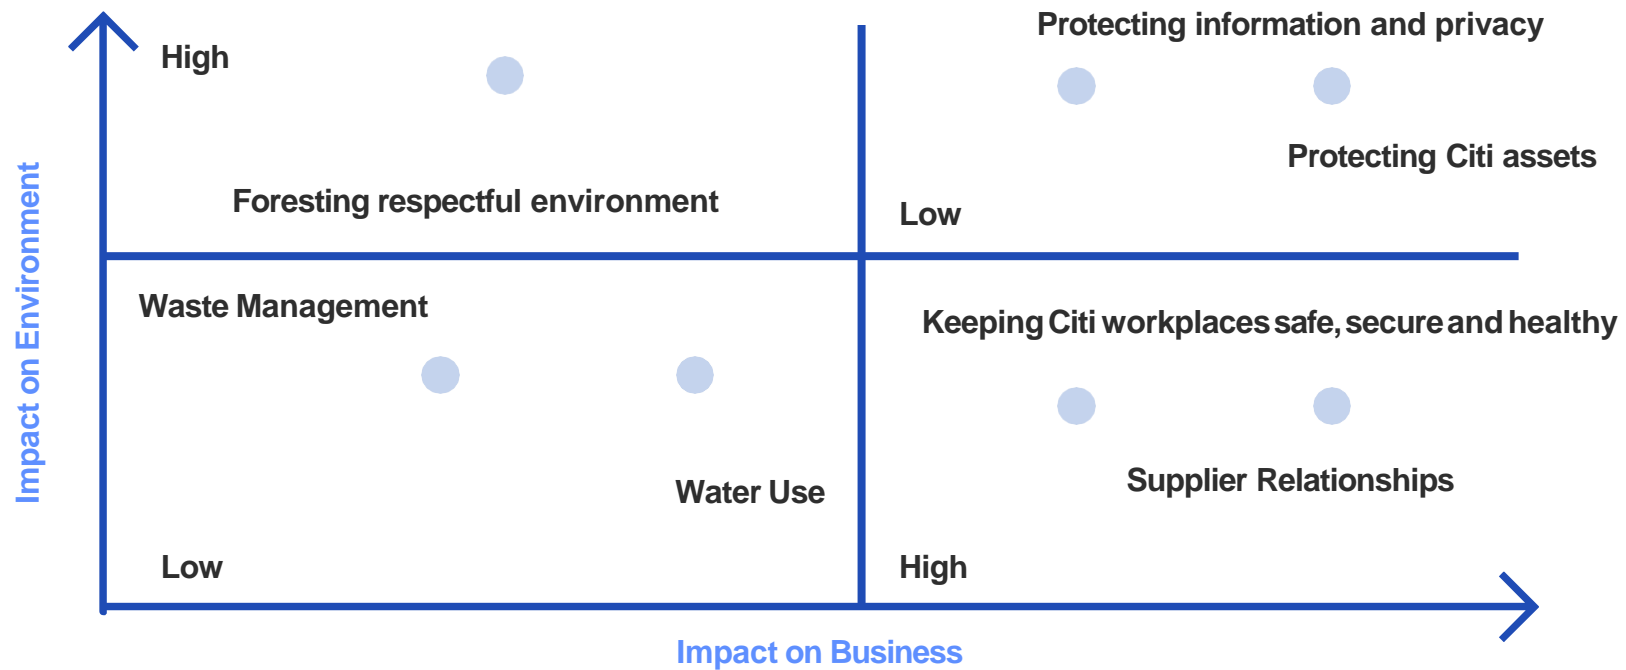 Protecting information and privacy
High
Protecting Citi assets
Foresting respectful environment
Low
Impact on Environment
Waste Management
Keeping Citi workplaces safe, secure and healthy
Supplier Relationships
Water Use
Low
High
Impact on Business